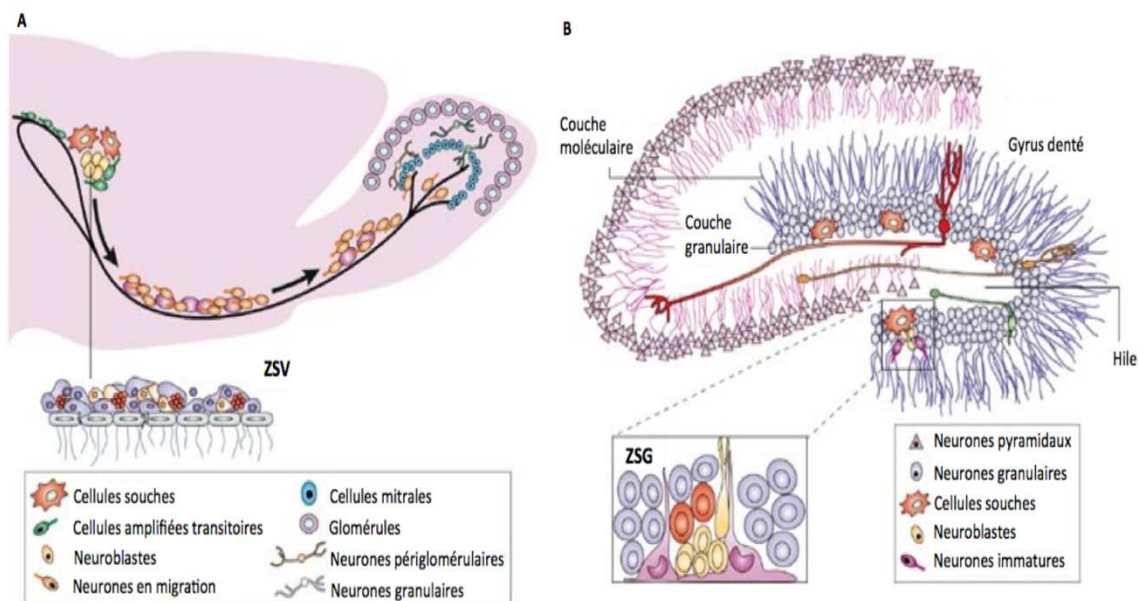 A
ZSV
Cellules souches
Cellules amplifiées transitoires
Neuroblastes
Neurones en migration
Cellules mitrales
Glomérules
Neurones périglomérulaires
Neurones granulaires
B
Couche
moléculaire
Gyrus denté
Couche
granulaire
Hile
ZSG
Neurones pyramidaux
Neurones granulaires
Cellules souches
Neuroblastes
Neurones immatures